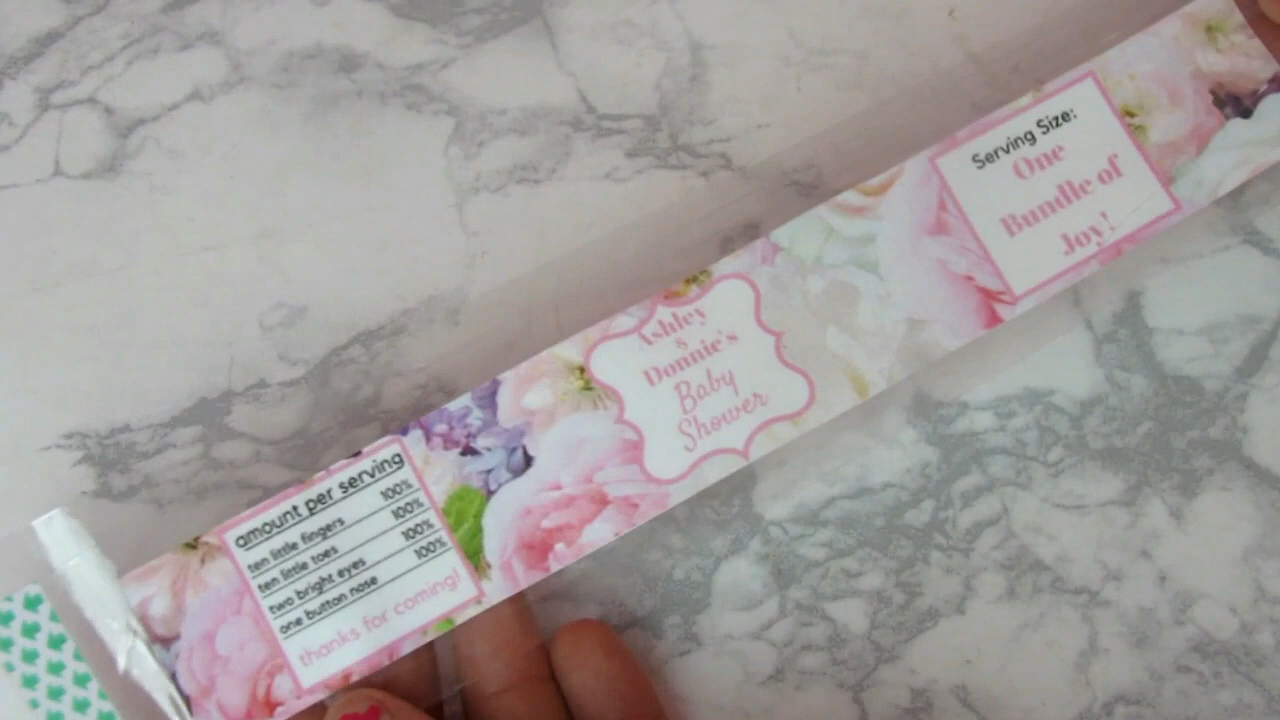 amount per serving
ten little fingers 100%
ten little toes 100%
two bright eyes 100%
one button nose 100%
thanks for coming!
Ashley
&
Donnie's
Baby
Shower
Serving Size:
One
Bundle of
Joy!